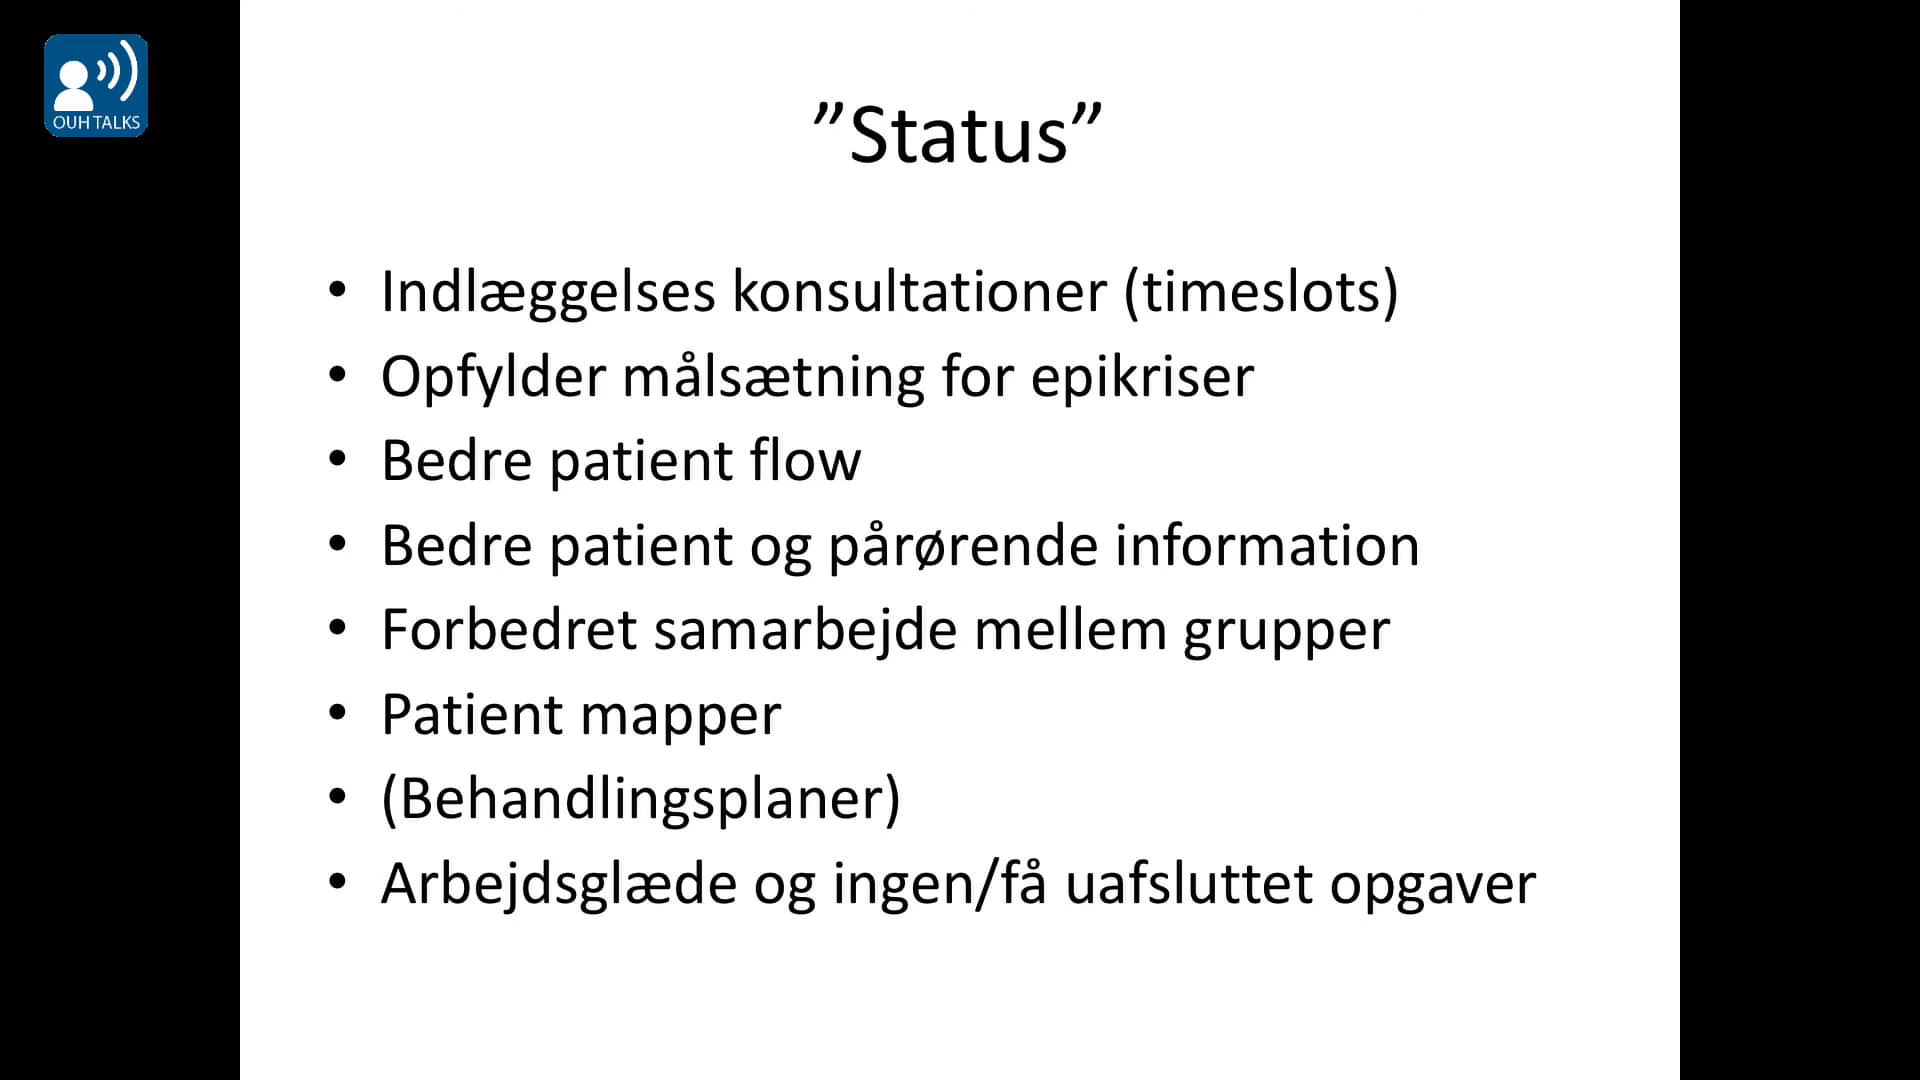 OUH TALKS
”Status”
• Indlæggelses konsultationer (timeslots)
• Opfylder målsætning for epikriser
• Bedre patient flow
• Bedre patient og pårørende information
• Forbedret samarbejde mellem grupper
• Patient mapper
• (Behandlingsplaner)
• Arbejdsglæde og ingen/få uafsluttet opgaver